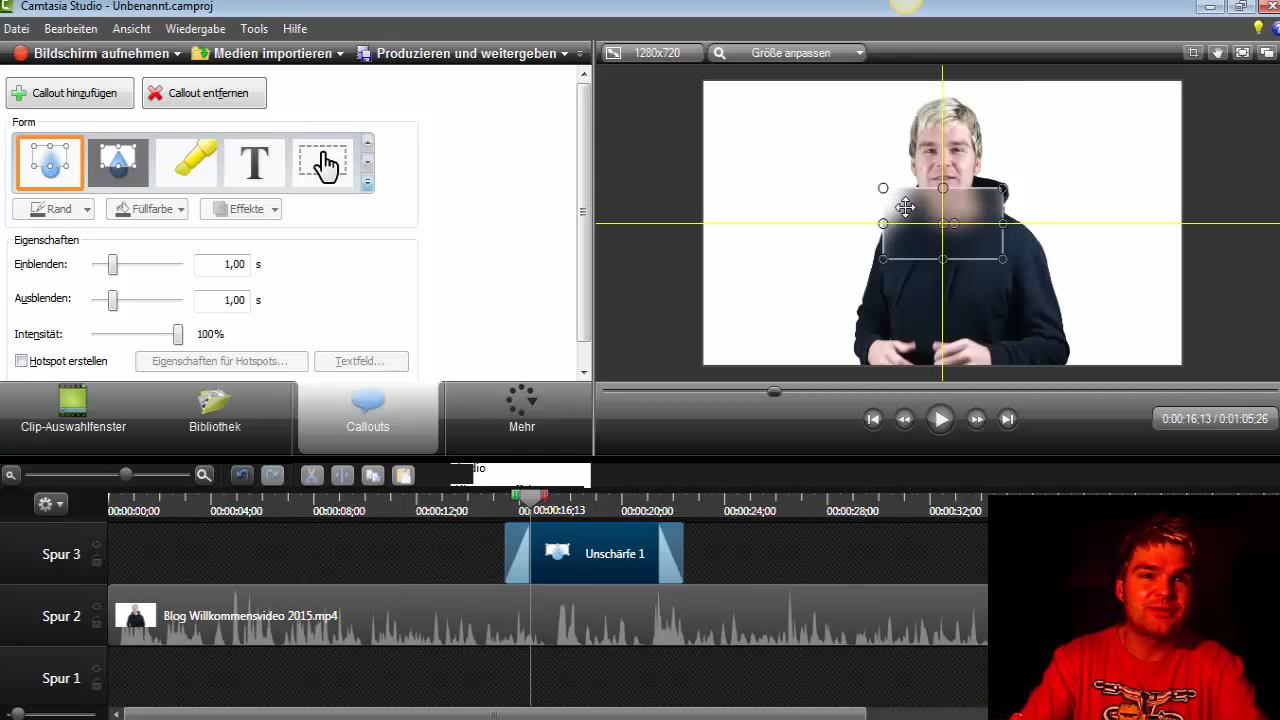 Camtasia Studio - Unbenannt.camproj
Datei Bearbeiten Ansicht Wiedergabe Tools Hilfe
Bildschirm aufnehmen Medien importieren Produzieren und weitergeben
1280x720 Größe anpassen
Callout hinzufügen Callout entfernen
Form
T
Rand Füllfarbe Effekte
Eigenschaften
Einblenden: 1,00 s
Ausblenden: 1,00 s
Intensität: 100%
Hotspot erstellen Eigenschaften für Hotspots... Textfeld...
Clip-Auswahlfenster Bibliothek Callouts Mehr
0:00:16,13 / 0:01:05,26
dio
00:00:00;00 00:00:04;00 00:00:08;00 00:00:12;00 00:00:16;13 00:00:20;00 00:00:24;00 00:00:28;00 00:00:32;00
Spur 3 Unschärfe 1
Spur 2 Blog Willkommensvideo 2015.mp4
Spur 1